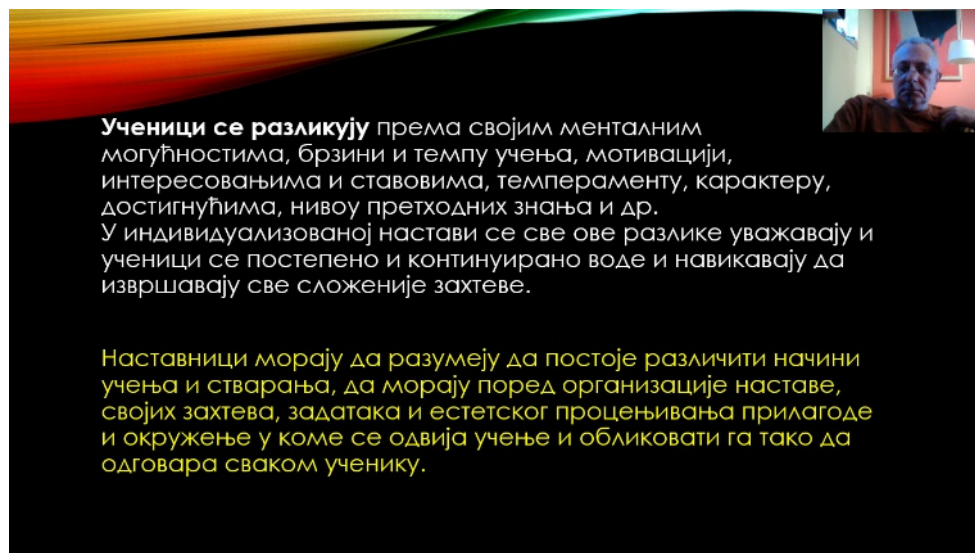 Ученици се разликују према својим менталним
могућностима, брзини и темпу учења, мотивацији,
интересовањима и ставовима, темпераменту, карактеру,
достигнућима, нивоу претходних знања и др.
У индивидуализованој настави се све ове разлике уважавају и
ученици се постепено и континуирано воде и навикавају да
извршавају све сложеније захтеве.
Наставници морају да разумеју да постоје различити начини
учења и стварања, да морају поред организације наставе,
својих захтева, задатака и естетског процењивања прилагоде
и окружење у коме се одвија учење и обликовати га тако да
одговара сваком ученику.